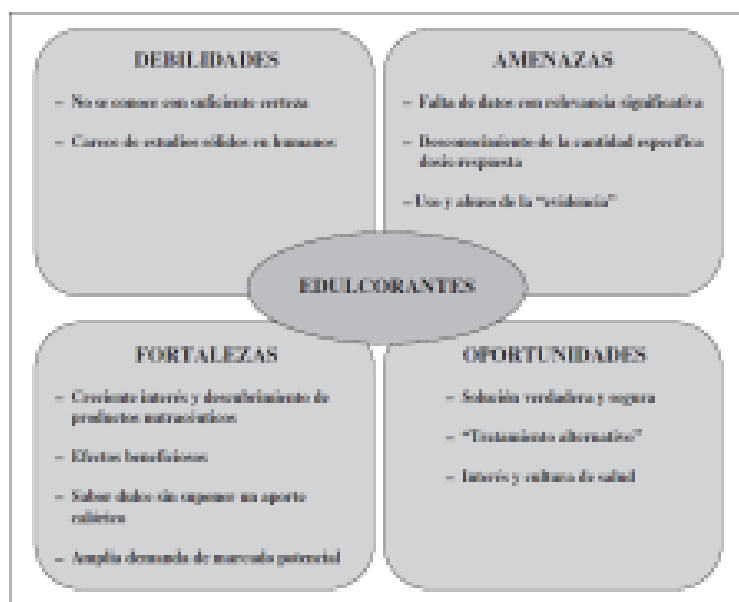 DEBILIDADES
– No se conoce con suficiente certeza
– Carece de estudios sólidos en humanos
AMENAZAS
– Falta de datos con relevancia significativa
– Desconocimiento de la cantidad específica
dosis respuesta
– Uso y abuso de la “evidencia”
EDULCORANTES
FORTALEZAS
– Creciente interés y descubrimiento de
productos nutracéuticos
– Efectos beneficiosos
– Sabor dulce sin suponer un aporte
calórico
– Amplia demanda de mercado potencial
OPORTUNIDADES
– Solución verdadera y segura
– “Tratamiento alternativo”
– Interés y cultura de salud